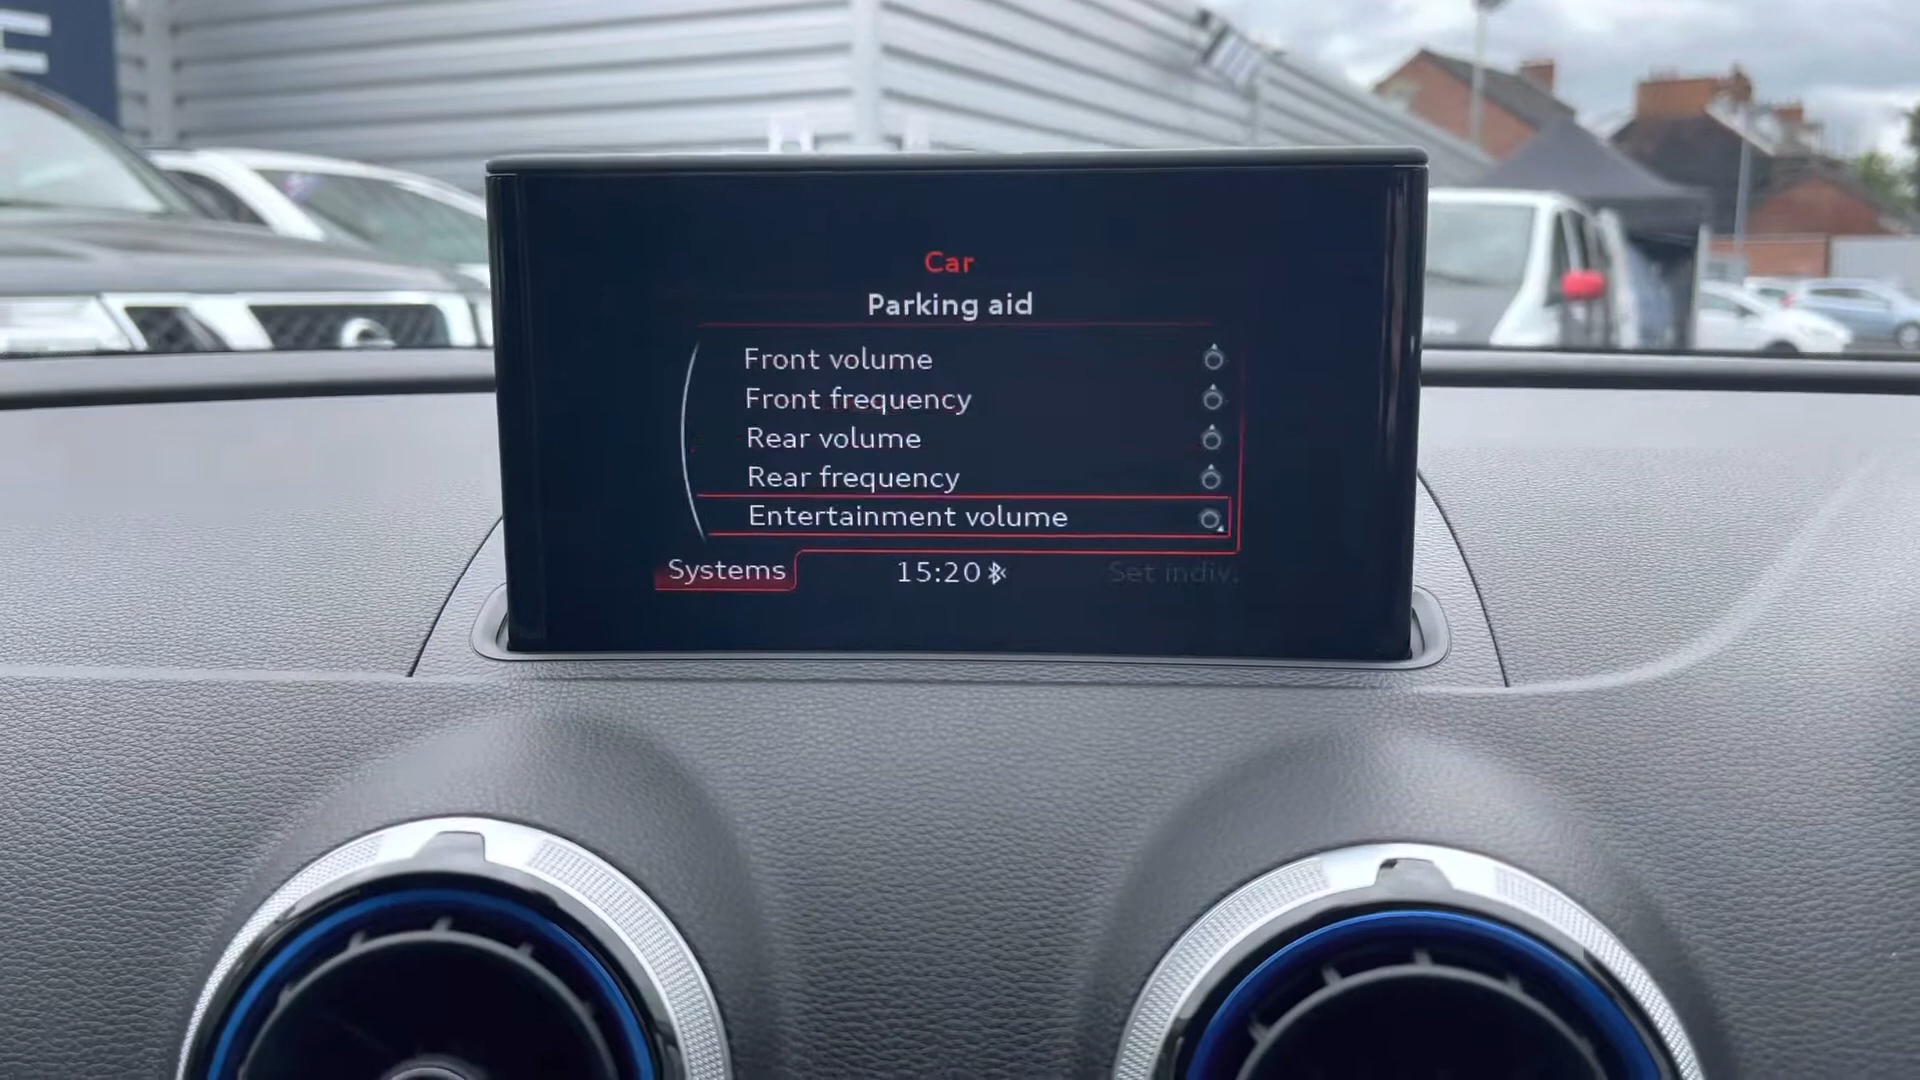 Car
Parking aid
Front volume
Front frequency
Rear volume
Rear frequency
Entertainment volume
Systems
15:20
Set indiv.